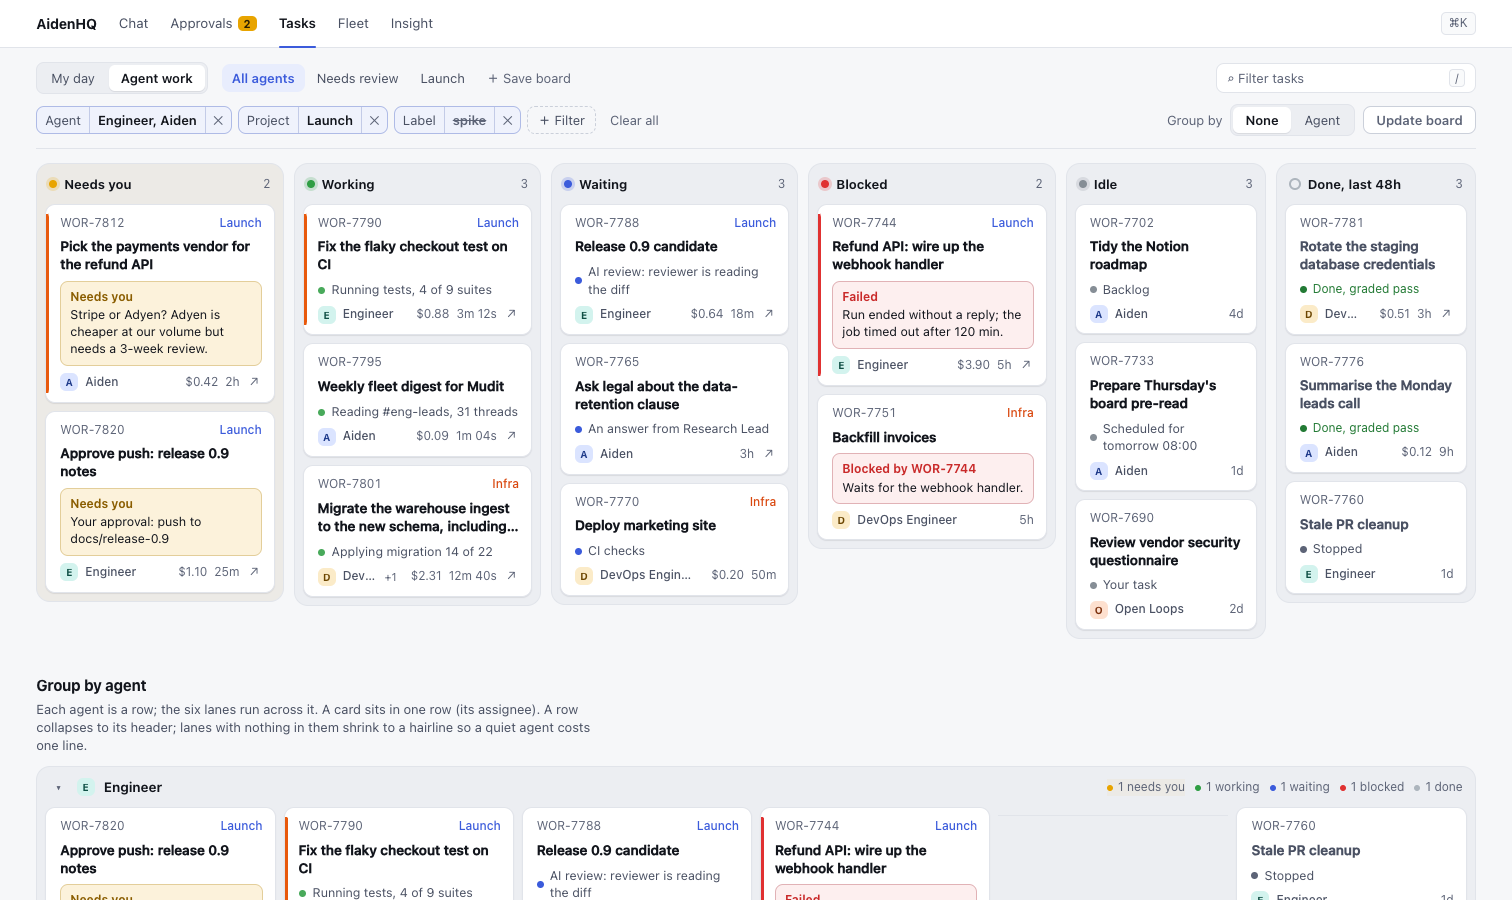 AidenHQ Chat Approvals 2 Tasks Fleet Insight ⌘K
My day Agent work All agents Needs review Launch + Save board Filter tasks /
Agent Engineer, Aiden × Project Launch × Label spike × + Filter Clear all Group by None Agent Update board
Needs you 2
WOR-7812 Launch
Pick the payments vendor for
the refund API
Needs you
Stripe or Adyen? Adyen is
cheaper at our volume but
needs a 3-week review.
A Aiden $0.42 2h ↗
WOR-7820 Launch
Approve push: release 0.9
notes
Needs you
Your approval: push to
docs/release-0.9
E Engineer $1.10 25m ↗
Working 3
WOR-7790 Launch
Fix the flaky checkout test on
CI
Running tests, 4 of 9 suites
E Engineer $0.88 3m 12s ↗
WOR-7795
Weekly fleet digest for Mudit
Reading #eng-leads, 31 threads
A Aiden $0.09 1m 04s ↗
WOR-7801 Infra
Migrate the warehouse ingest
to the new schema, including...
Applying migration 14 of 22
D Dev... +1 $2.31 12m 40s ↗
Waiting 3
WOR-7788 Launch
Release 0.9 candidate
AI review: reviewer is reading
the diff
E Engineer $0.64 18m ↗
WOR-7765
Ask legal about the data-
retention clause
An answer from Research Lead
A Aiden 3h ↗
WOR-7770 Infra
Deploy marketing site
CI checks
D DevOps Engin... $0.20 50m
Blocked 2
WOR-7744 Launch
Refund API: wire up the
webhook handler
Failed
Run ended without a reply; the
job timed out after 120 min.
E Engineer $3.90 5h ↗
WOR-7751 Infra
Backfill invoices
Blocked by WOR-7744
Waits for the webhook handler.
D DevOps Engineer 5h
Idle 3
WOR-7702
Tidy the Notion
roadmap
Backlog
A Aiden 4d
WOR-7733
Prepare Thursday's
board pre-read
Scheduled for
tomorrow 08:00
A Aiden 1d
WOR-7690
Review vendor security
questionnaire
Your task
O Open Loops 2d
Done, last 48h 3
WOR-7781
Rotate the staging
database credentials
Done, graded pass
D Dev... $0.51 3h ↗
WOR-7776
Summarise the Monday
leads call
Done, graded pass
A Aiden $0.12 9h
WOR-7760
Stale PR cleanup
Stopped
E Engineer 1d
Group by agent
Each agent is a row; the six lanes run across it. A card sits in one row (its assignee). A row
collapses to its header; lanes with nothing in them shrink to a hairline so a quiet agent costs
one line.
▾ E Engineer 1 needs you 1 working 1 waiting 1 blocked 1 done
WOR-7820 Launch
Approve push: release 0.9
notes
Needs you
WOR-7790 Launch
Fix the flaky checkout test on
CI
Running tests, 4 of 9 suites
WOR-7788 Launch
Release 0.9 candidate
AI review: reviewer is reading
the diff
WOR-7744 Launch
Refund API: wire up the
webhook handler
Failed
WOR-7760
Stale PR cleanup
Stopped
E Engineer 1d